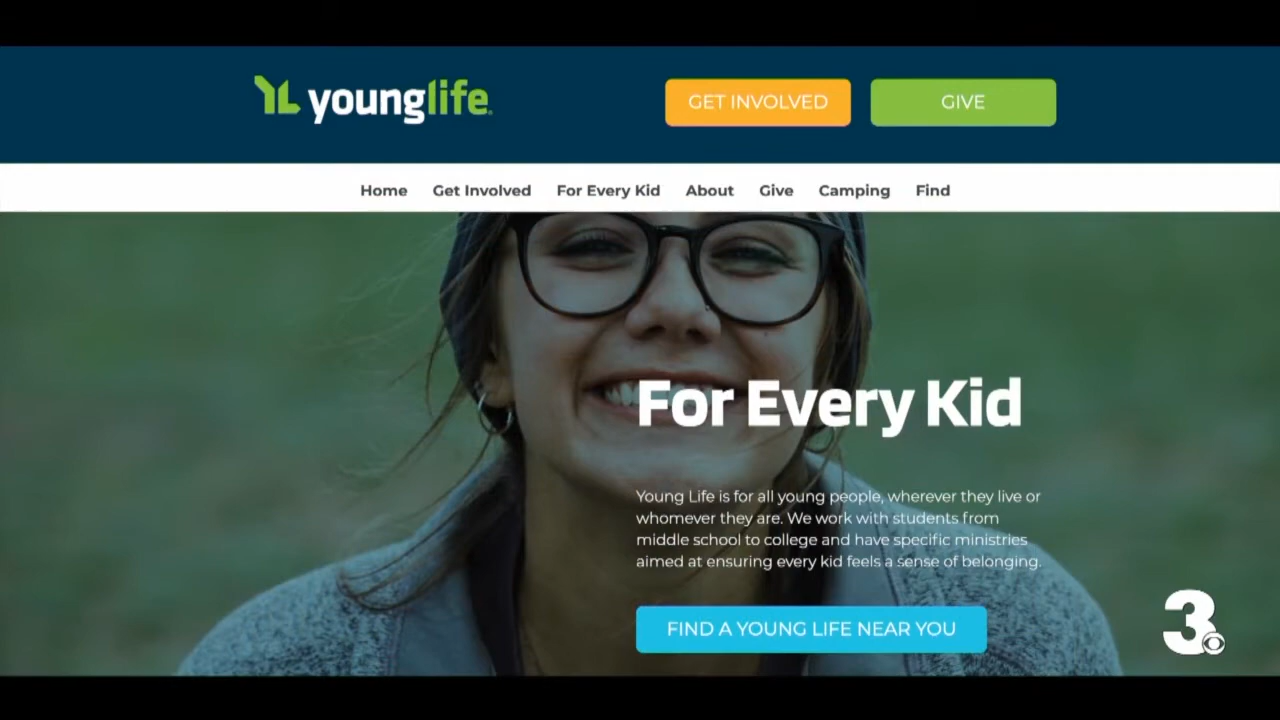 younglife
GET INVOLVED
GIVE
Home Get Involved For Every Kid About Give Camping Find
For Every Kid
Young Life is for all young people, wherever they live or
whomever they are. We work with students from
middle school to college and have specific ministries
aimed at ensuring every kid feels a sense of belonging.
FIND A YOUNG LIFE NEAR YOU
3